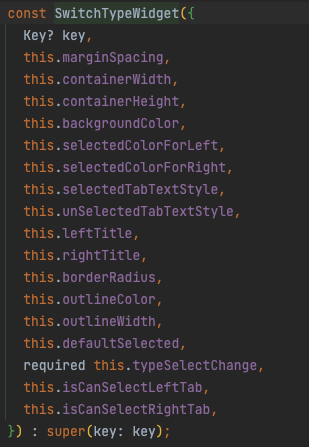 const SwitchTypeWidget({
Key? key,
this.marginSpacing,
this.containerWidth,
this.containerHeight,
this.backgroundColor,
this.selectedColorForLeft,
this.selectedColorForRight,
this.selectedTabTextStyle,
this.unSelectedTabTextStyle,
this.leftTitle,
this.rightTitle,
this.borderRadius,
this.outlineColor,
this.outlineWidth,
this.defaultSelected,
required this.typeSelectChange,
this.isCanSelectLeftTab,
this.isCanSelectRightTab,
}) : super(key: key);